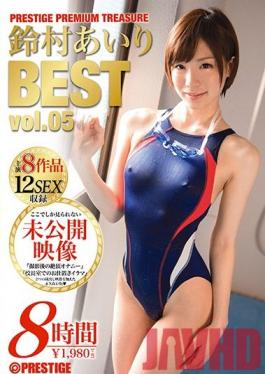 PRESTIGE PREMIUM TREASURE
鈴村あいり
BEST
vol.05
8作品
12SEX
収録
ここでしか見られない
未公開
映像
8時間
¥1,980
PRESTIGE
JAVHD